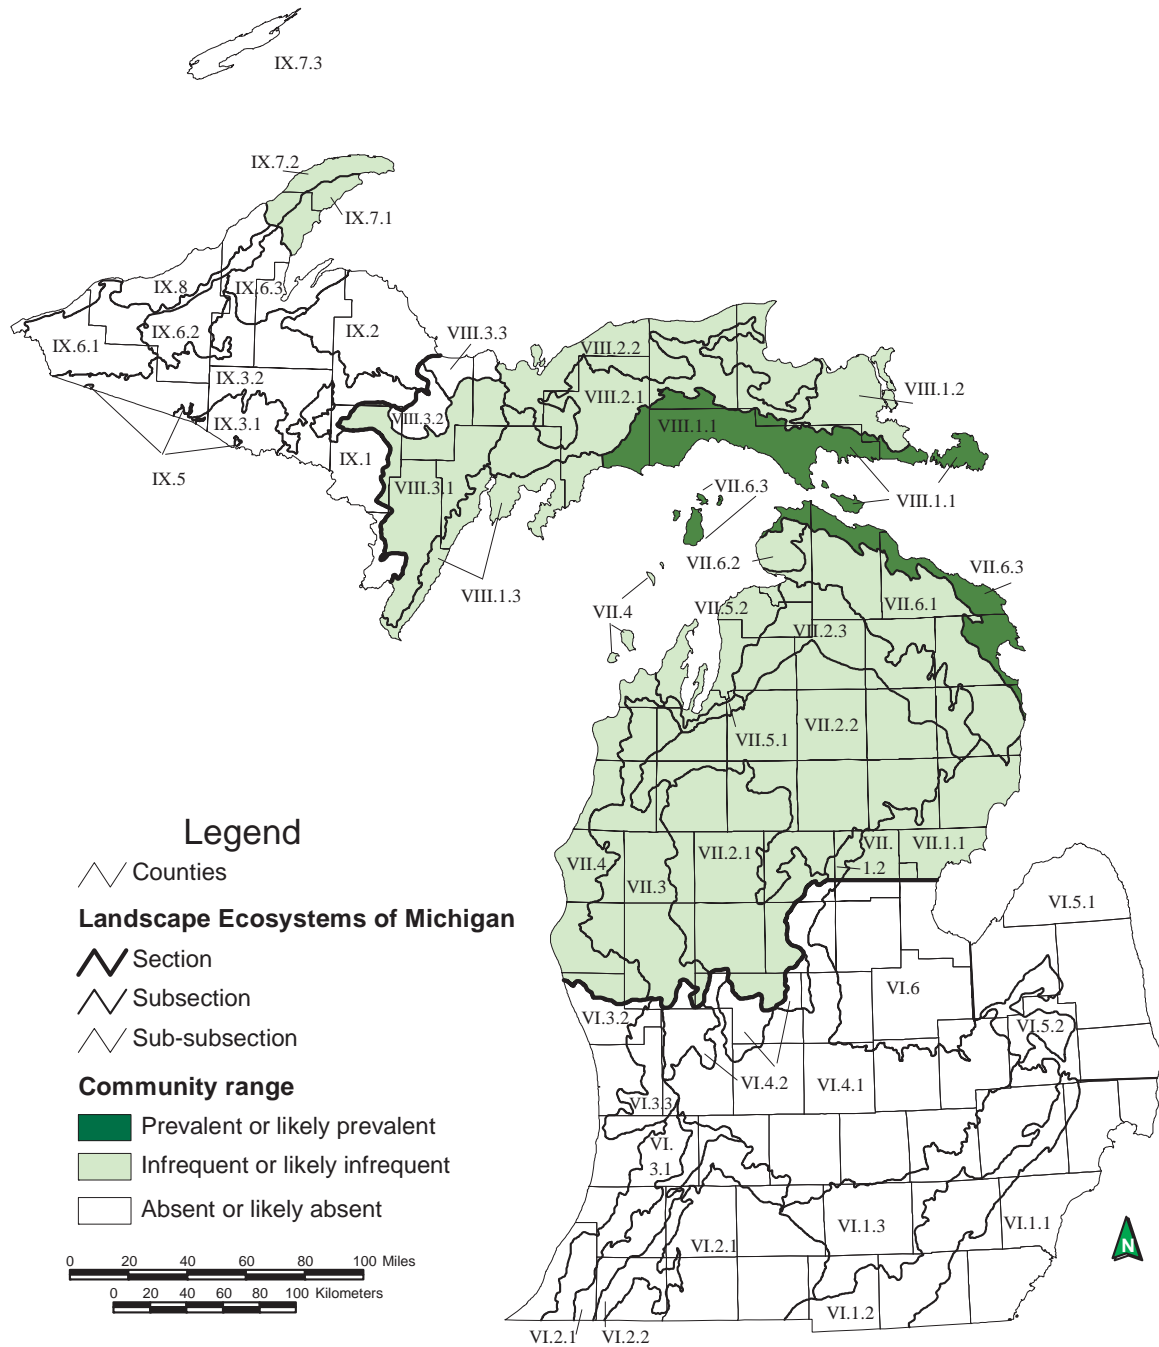 IX.7.3
IX.7.2
IX.7.1
IX.8
IX.6.3
IX.6.2
IX.2
IX.6.1
VIII.3.3
VIII.2.2
IX.3.2
VIII.2.1
VIII.1.2
VIII.3.2
IX.3.1
VIII.1.1
IX.1
IX.5
VIII.3.1
VII.6.3
VIII.1.1
VII.6.2
VII.6.3
VIII.1.3
VII.4
VII.5.2
VII.6.1
VII.2.3
VII.5.1
VII.2.2
Legend
Counties
Landscape Ecosystems of Michigan
Section
Subsection
Sub-subsection
Community range
Prevalent or likely prevalent
Infrequent or likely infrequent
Absent or likely absent
VII.4
VII.3
VII.2.1
VII.
1.2
VII.1.1
VI.5.1
VI.6
VI.3.2
VI.5.2
VI.4.2
VI.4.1
VI.3.3
VI.
3.1
VI.1.3
VI.1.1
VI.2.1
VI.1.2
VI.2.1
VI.2.2
0 20 40 60 80 100 Miles
0 20 40 60 80 100 Kilometers
N